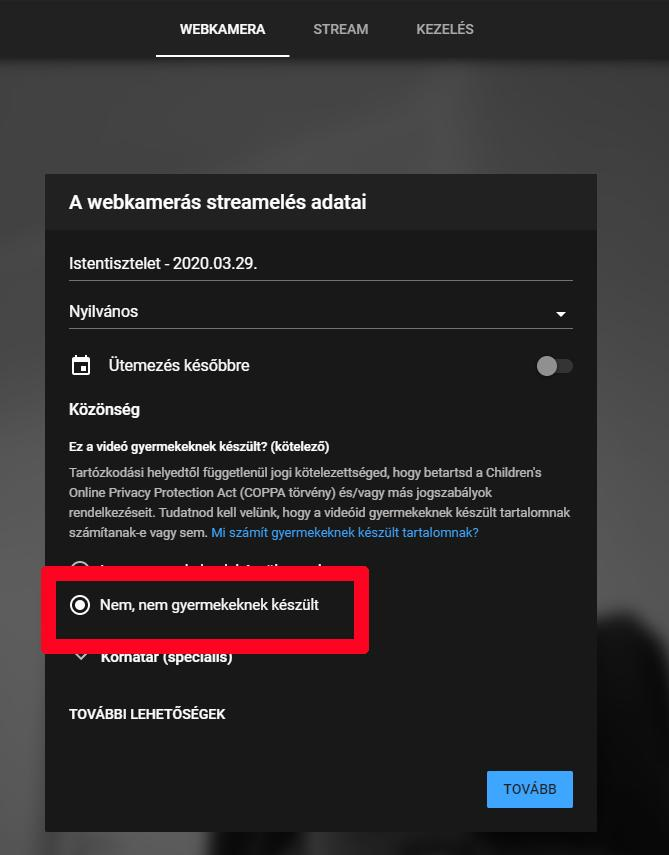 WEBKAMERA STREAM KEZELÉS
A webkamerás streamelés adatai
Istentisztelet - 2020.03.29.
Nyilvános
Ütemezés későbbre
Közönség
Ez a videó gyermekeknek készült? (kötelező)
Tartózkodási helyedtől függetlenül jogi kötelezettséged, hogy betartsd a Children's
Online Privacy Protection Act (COPPA törvény) és/vagy más jogszabályok
rendelkezéseit. Tudatnod kell velünk, hogy a videóid gyermekeknek készült tartalomnak
számítanak-e vagy sem. Mi számít gyermekeknek készült tartalomnak?
Nem, nem gyermekeknek készült
Korhatár (speciális)
TOVÁBBI LEHETŐSÉGEK
TOVÁBB